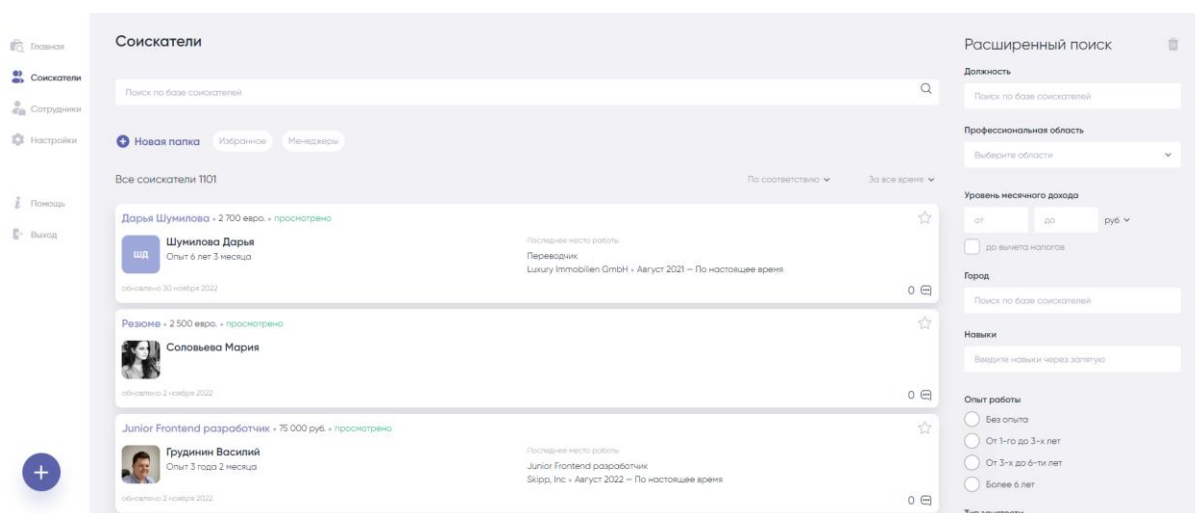 Главная
Соискатели
Сотрудники
Настройки
Помощь
Выход
Соискатели
Поиск по базе соискателей
Новая папка Избранное Менеджеры
Все соискатели 1101 По соответствию За все время
Дарья Шумилова • 2 700 евро. • просмотрено
ШД
Шумилова Дарья
Опыт 6 лет 3 месяца
Последнее место работы
Переводчик
Luxury Immobilien GmbH • Август 2021 — По настоящее время
обновлено 30 ноября 2022
0
Резюме • 2 500 евро. • просмотрено
Соловьева Мария
обновлено 2 ноября 2022
0
Junior Frontend разработчик • 75 000 руб. • просмотрено
Грудинин Василий
Опыт 3 года 2 месяца
Последнее место работы
Junior Frontend разработчик
Skipp, Inc • Август 2022 — По настоящее время
обновлено 2 ноября 2022
0
Расширенный поиск
Должность
Поиск по базе соискателей
Профессиональная область
Выберите области
Уровень месячного дохода
от до руб
до вычета налогов
Город
Поиск по базе соискателей
Навыки
Введите навыки через запятую
Опыт работы
Без опыта
От 1-го до 3-х лет
От 3-х до 6-ти лет
Более 6 лет
Тип занятости